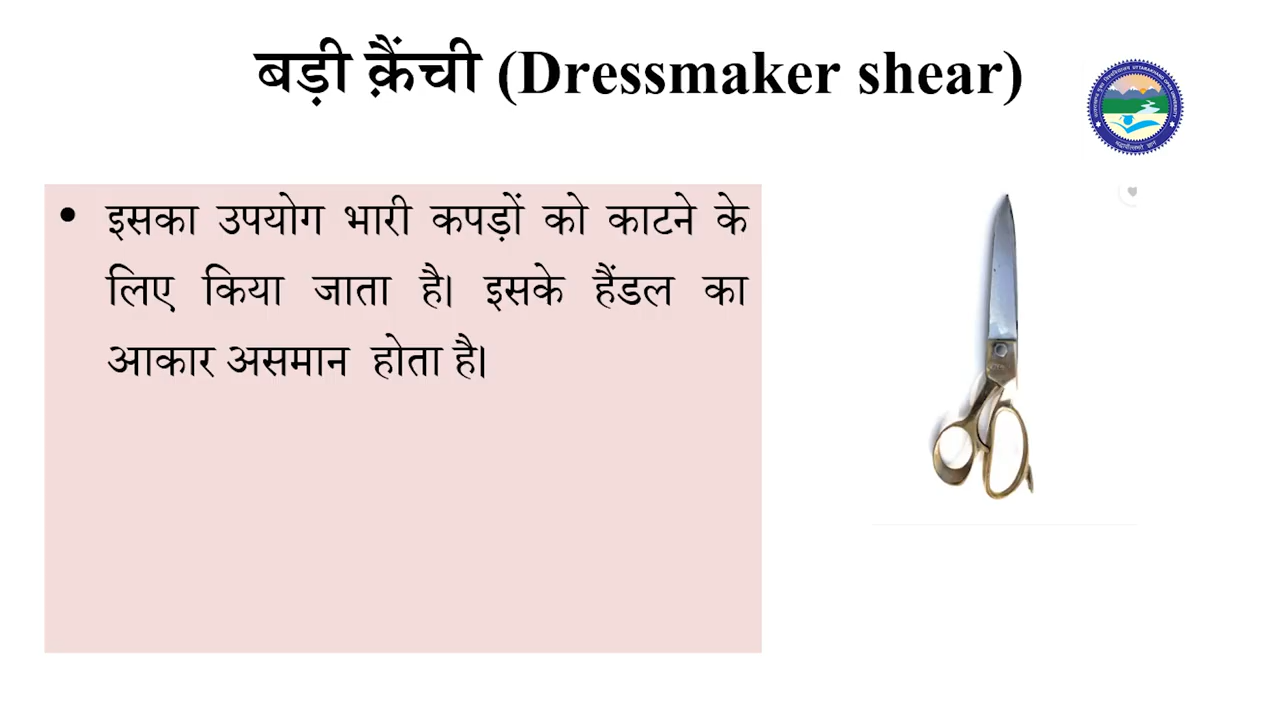 बड़ी क़ैंची (Dressmaker shear)
• इसका उपयोग भारी कपड़ों को काटने के
लिए किया जाता है। इसके हैंडल का
आकार असमान होता है।